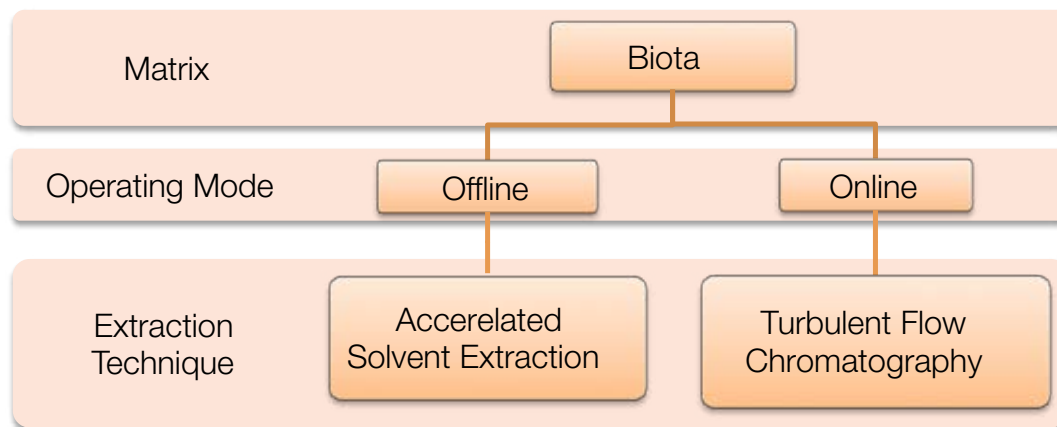 Matrix
Biota
Operating Mode
Offline
Online
Extraction
Technique
Accerelated
Solvent Extraction
Turbulent Flow
Chromatography